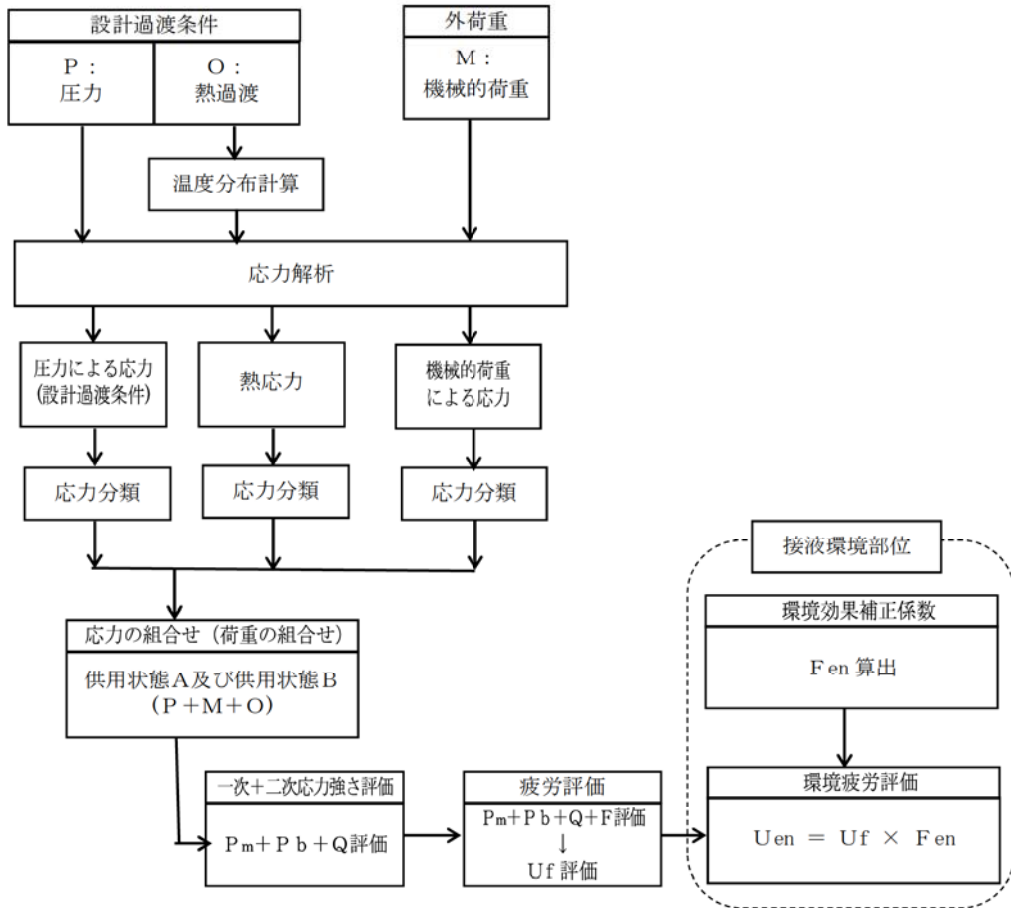 設計過渡条件
P：
圧力
O：
熱過渡
外荷重
M：
機械的荷重
温度分布計算
応力解析
圧力による応力
(設計過渡条件)
熱応力
機械的荷重
による応力
応力分類
応力分類
応力分類
応力の組合せ（荷重の組合せ）
供用状態A及び供用状態B
(P+M+O)
一次+二次応力強さ評価
Pm+Pb+Q評価
疲労評価
Pm+Pb+Q+F評価
↓
Uf評価
接液環境部位
環境効果補正係数
Fen算出
環境疲労評価
Uen = Uf × Fen